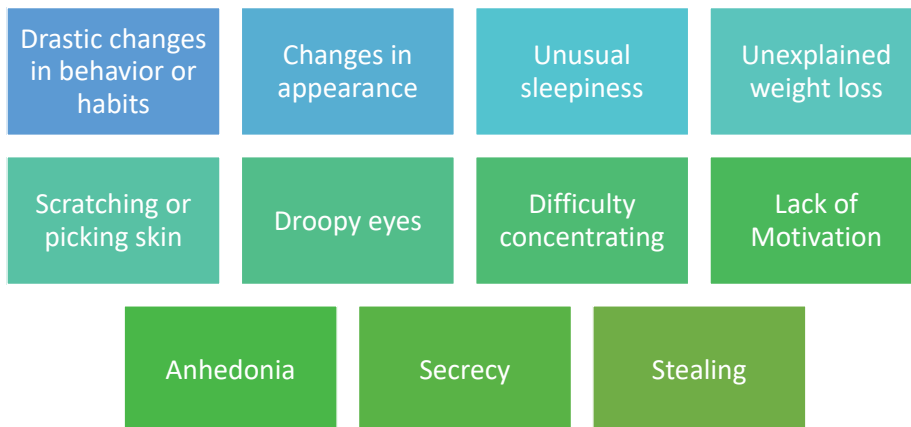 Drastic changes
in behavior or
habits
Changes in
appearance
Unusual
sleepiness
Unexplained
weight loss
Scratching or
picking skin
Droopy eyes
Difficulty
concentrating
Lack of
Motivation
Anhedonia
Secrecy
Stealing